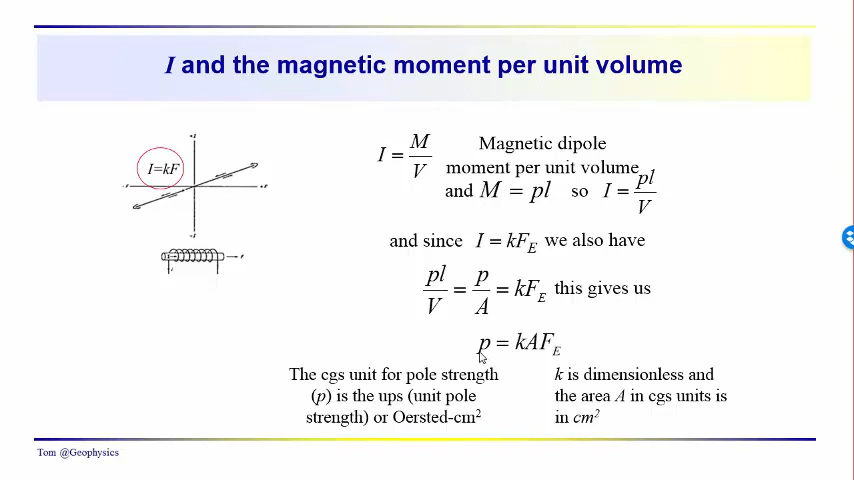 I and the magnetic moment per unit volume
I=kF
I = M/V
Magnetic dipole
moment per unit volume
and M = pl so I = pl/V
and since I = kF_E we also have
pl/V = p/A = kF_E this gives us
p = kAF_E
The cgs unit for pole strength
(p) is the ups (unit pole
strength) or Oersted-cm²
k is dimensionless and
the area A in cgs units is
in cm²
Tom @Geophysics